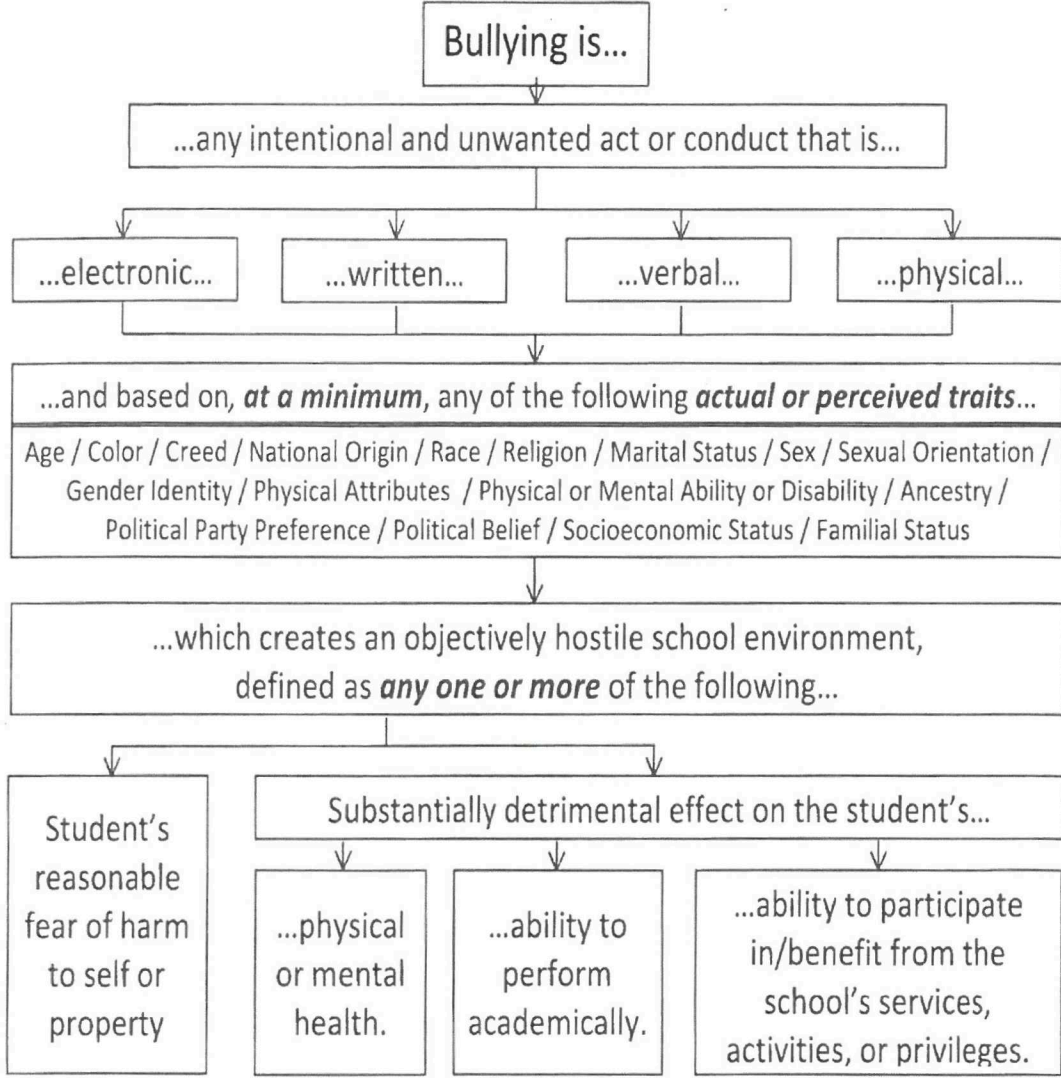 Bullying is...
...any intentional and unwanted act or conduct that is...
...electronic...
...written...
...verbal...
...physical...
...and based on, at a minimum, any of the following actual or perceived traits...
Age / Color / Creed / National Origin / Race / Religion / Marital Status / Sex / Sexual Orientation /
Gender Identity / Physical Attributes / Physical or Mental Ability or Disability / Ancestry /
Political Party Preference / Political Belief / Socioeconomic Status / Familial Status
...which creates an objectively hostile school environment,
defined as any one or more of the following...
Student's
reasonable
fear of harm
to self or
property
Substantially detrimental effect on the student's...
...physical
or mental
health.
...ability to
perform
academically.
...ability to participate
in/benefit from the
school's services,
activities, or privileges.